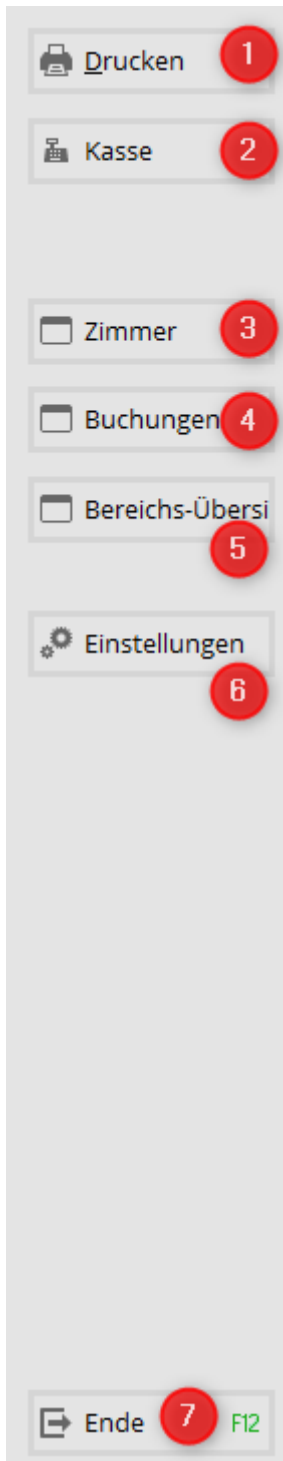 Drucken 1
Kasse 2
Zimmer 3
Buchungen 4
Bereichs-Übersi
5
Einstellungen
6
Ende 7 F12